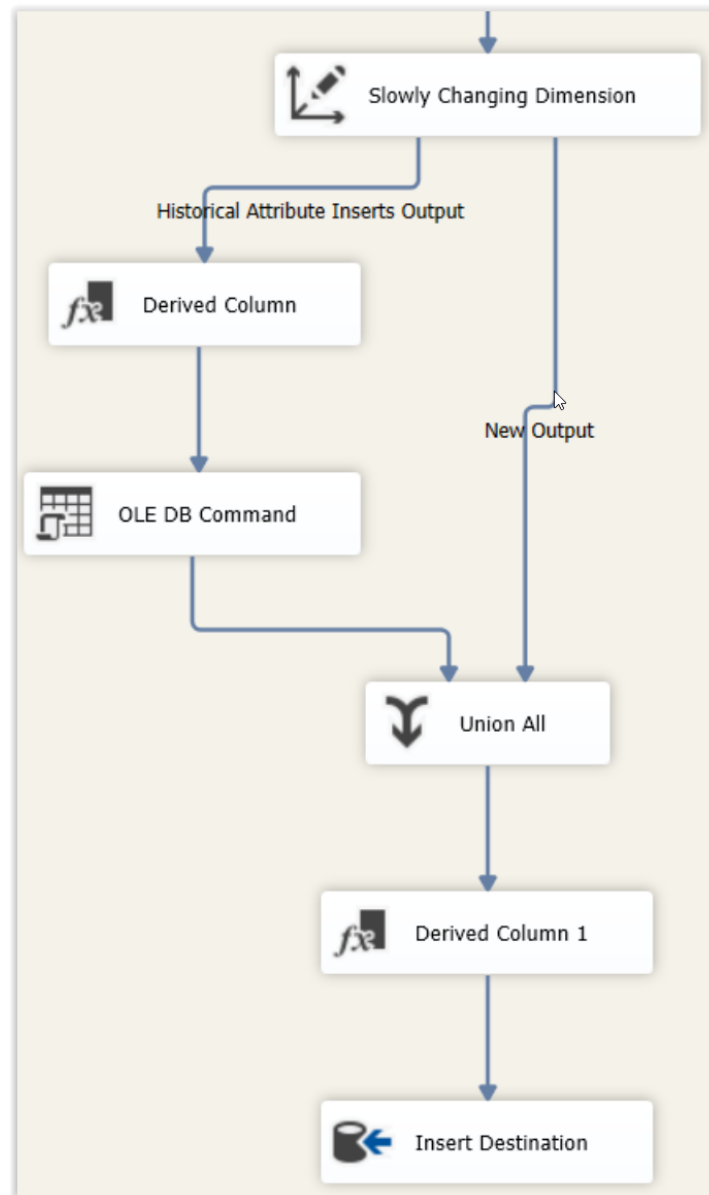 Slowly Changing Dimension
Historical Attribute Inserts Output
Derived Column
New Output
OLE DB Command
Union All
Derived Column 1
Insert Destination